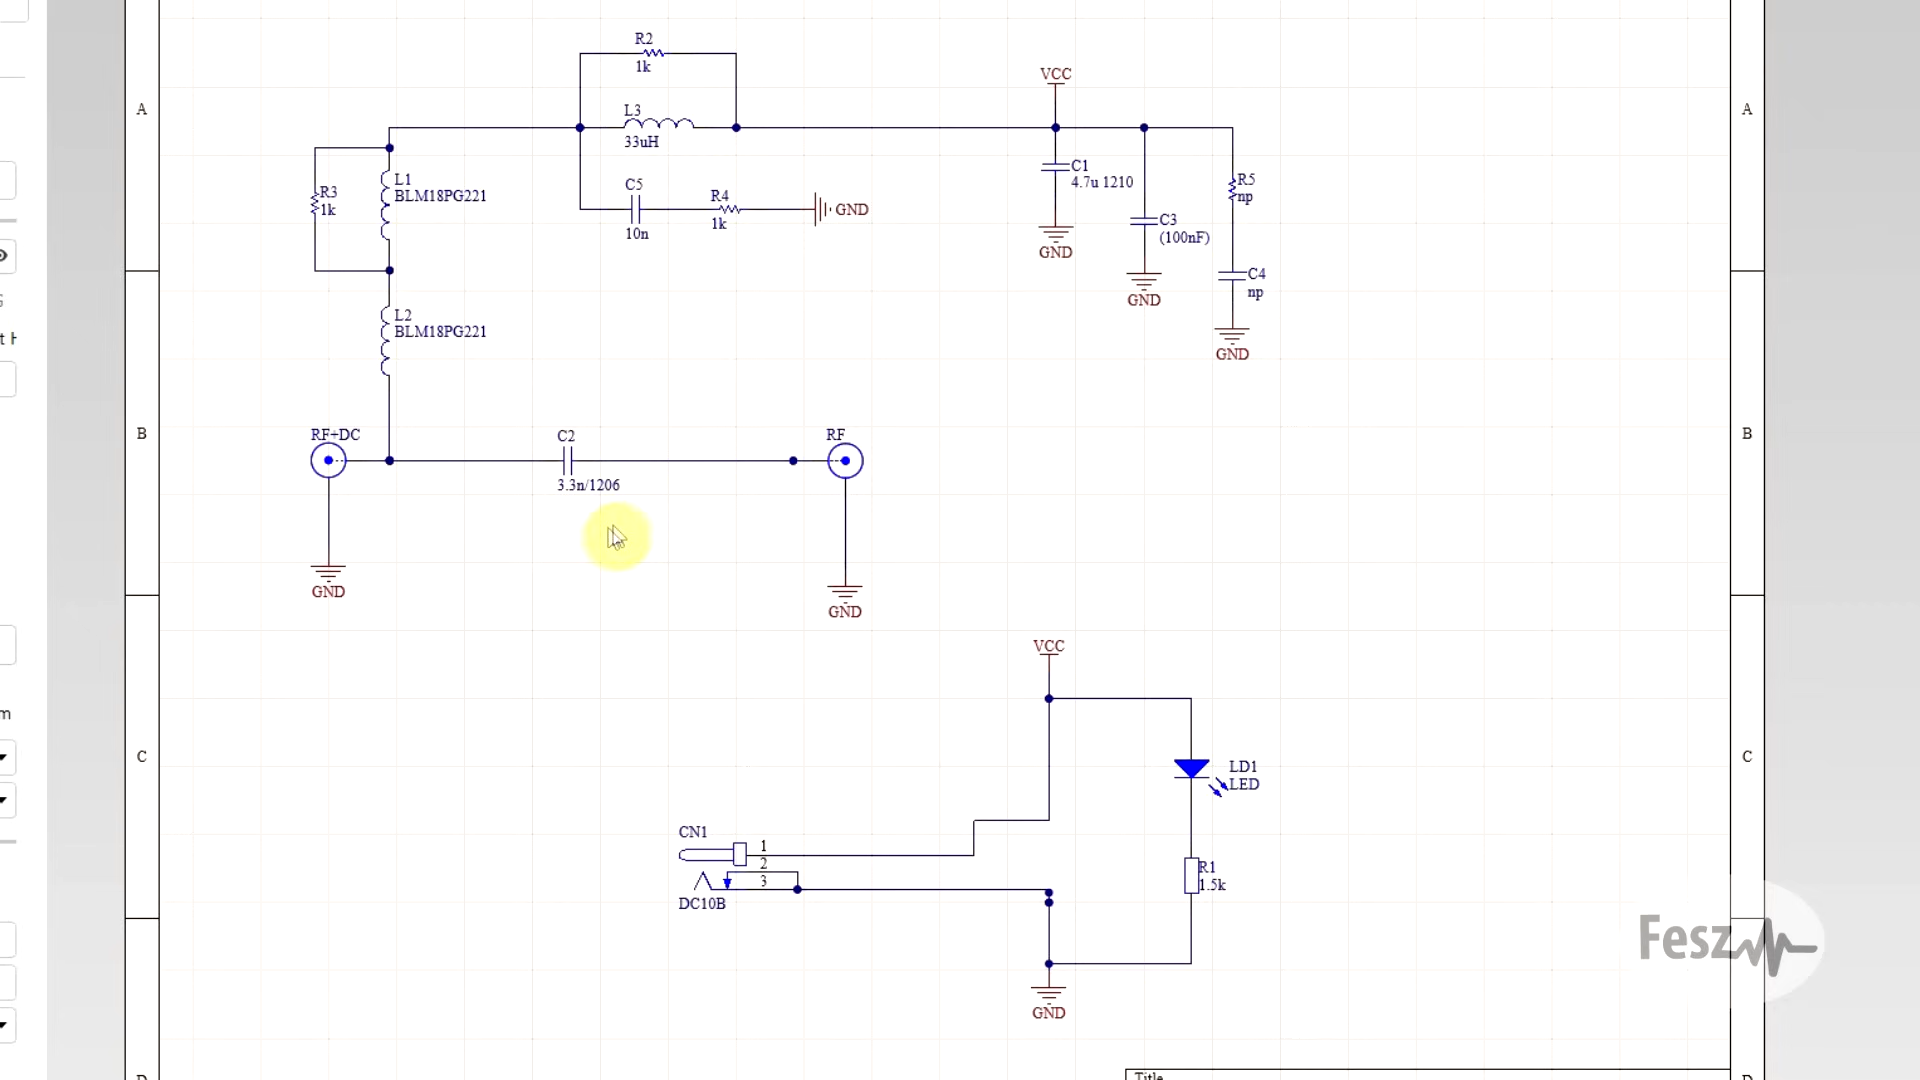 R2
1k
VCC
A
A
L3
33uH
L1
BLM18PG221
R3
1k
C5
10n
R4
1k
GND
C1
4.7u 1210
GND
R5
np
C3
(100nF)
GND
C4
np
GND
L2
BLM18PG221
t H
B
B
RF+DC
C2
3.3n/1206
RF
GND
GND
VCC
m
C
C
LD1
LED
CN1
1
2
3
DC10B
R1
1.5k
Fesz
GND
D
D
Title